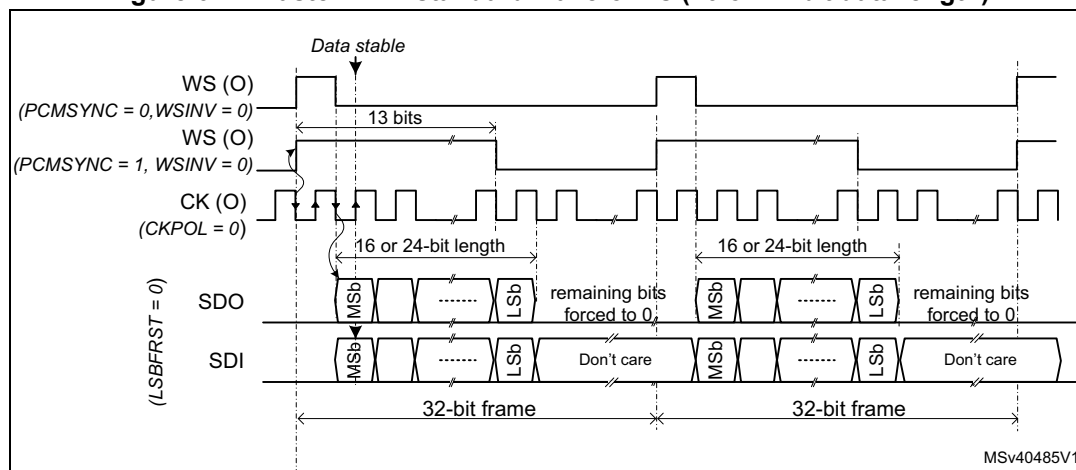 Data stable
WS (O)
(PCMSYNC = 0,WSINV = 0)
13 bits
WS (O)
(PCMSYNC = 1, WSINV = 0)
CK (O)
(CKPOL = 0)
16 or 24-bit length
16 or 24-bit length
(LSBFRST = 0)
SDO
MSb
LSb
remaining bits
forced to 0
MSb
LSb
remaining bits
forced to 0
SDI
MSb
LSb
Don't care
MSb
LSb
Don't care
32-bit frame
32-bit frame
MSv40485V1